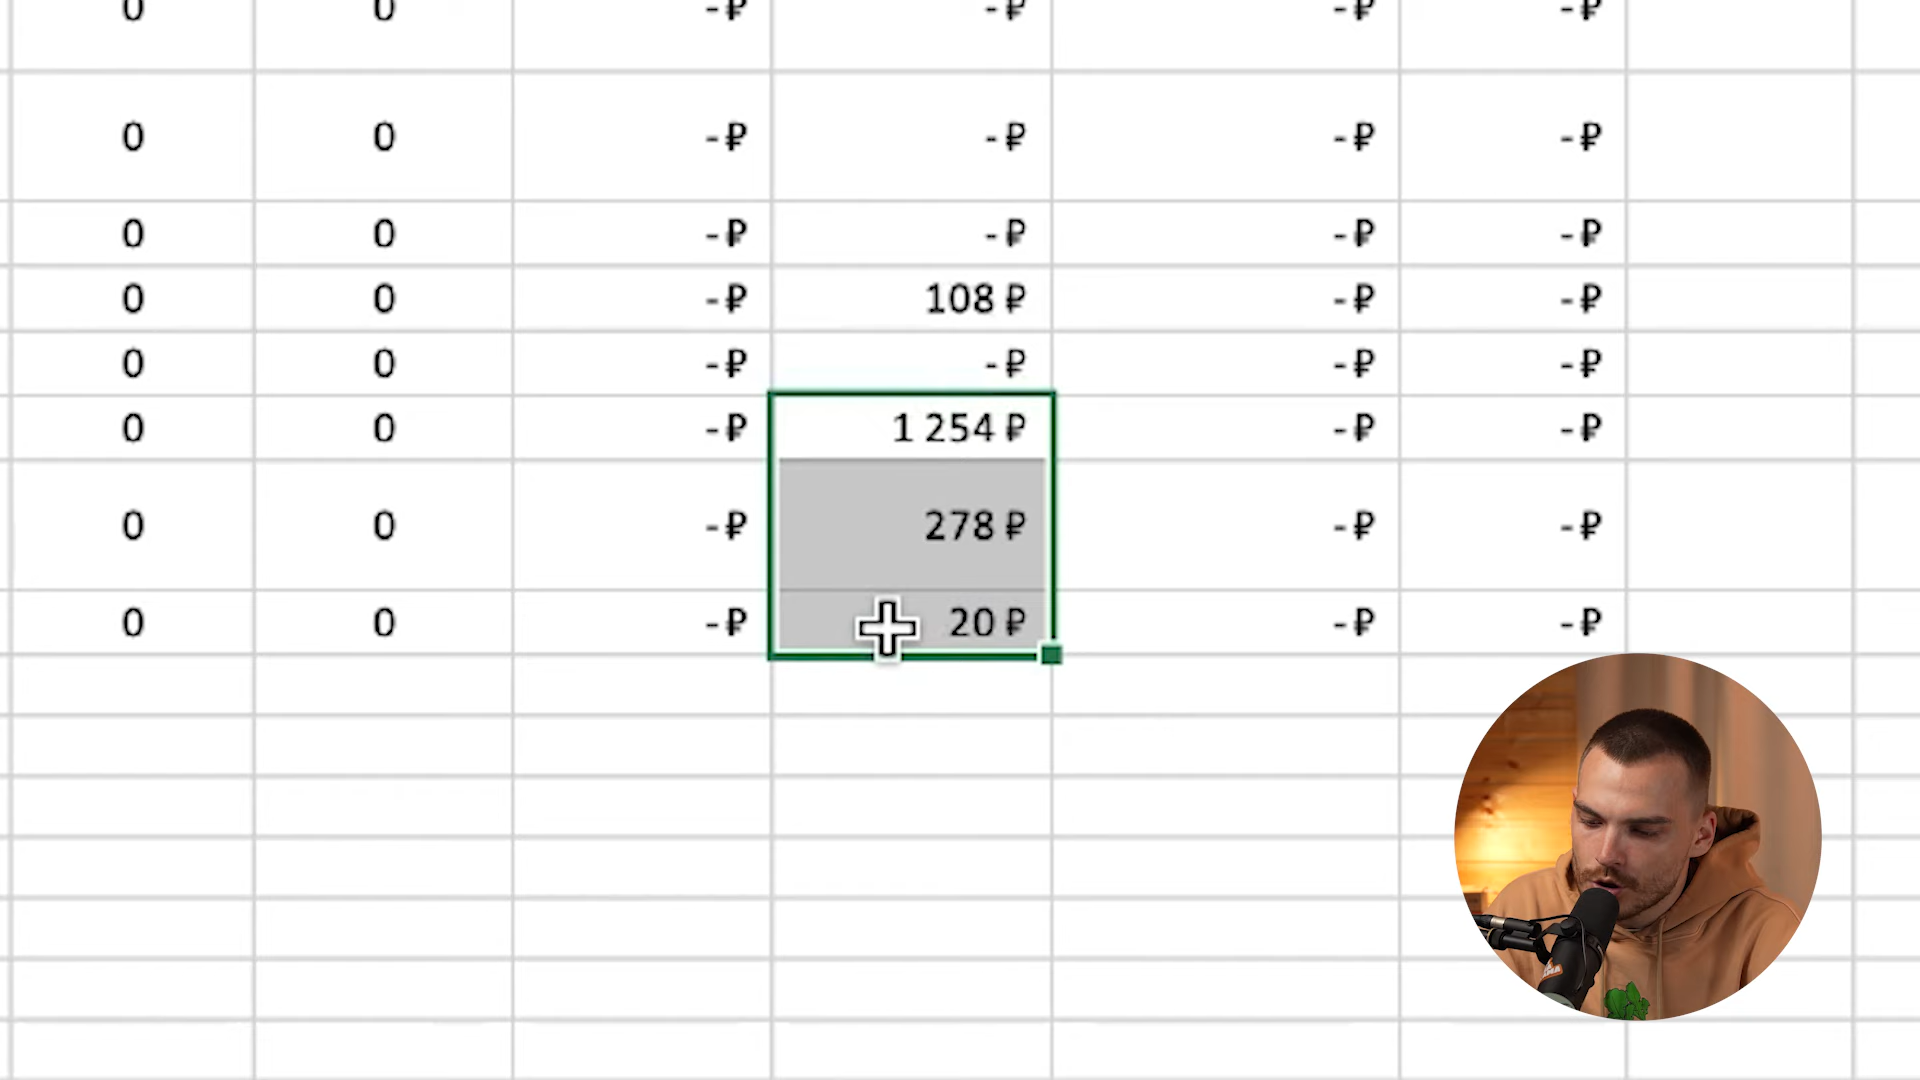 0 0 -₽ -₽ -₽ -₽
0 0 -₽ -₽ -₽ -₽
0 0 -₽ -₽ -₽ -₽
0 0 -₽ 108 ₽ -₽ -₽
0 0 -₽ -₽ -₽ -₽
0 0 -₽ 1 254 ₽ -₽ -₽
0 0 -₽ 278 ₽ -₽ -₽
0 0 -₽ 20 ₽ -₽ -₽